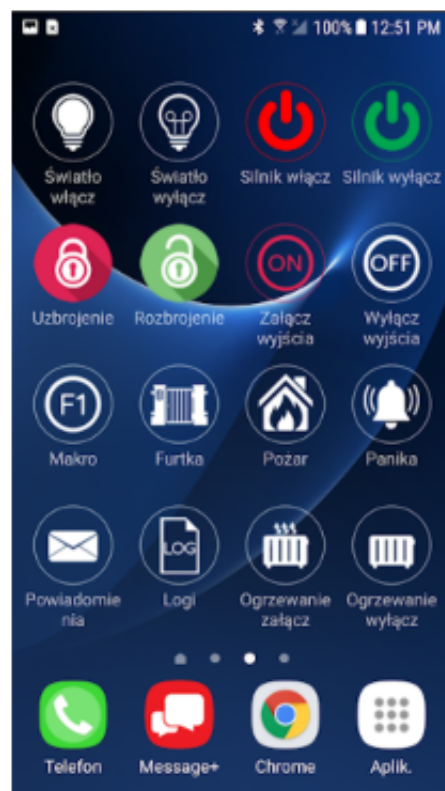 100% 12:51 PM
Światło włącz
Światło wyłącz
Silnik włącz
Silnik wyłącz
ON
OFF
Uzbrojenie
Rozbrojenie
Załącz wyjścia
Wyłącz wyjścia
F1
Makro
Furtka
Pożar
Panika
LOG
Powiadomie
nia
Logi
Ogrzewanie
załącz
Ogrzewanie
wyłącz
Telefon
Message+
Chrome
Aplik.